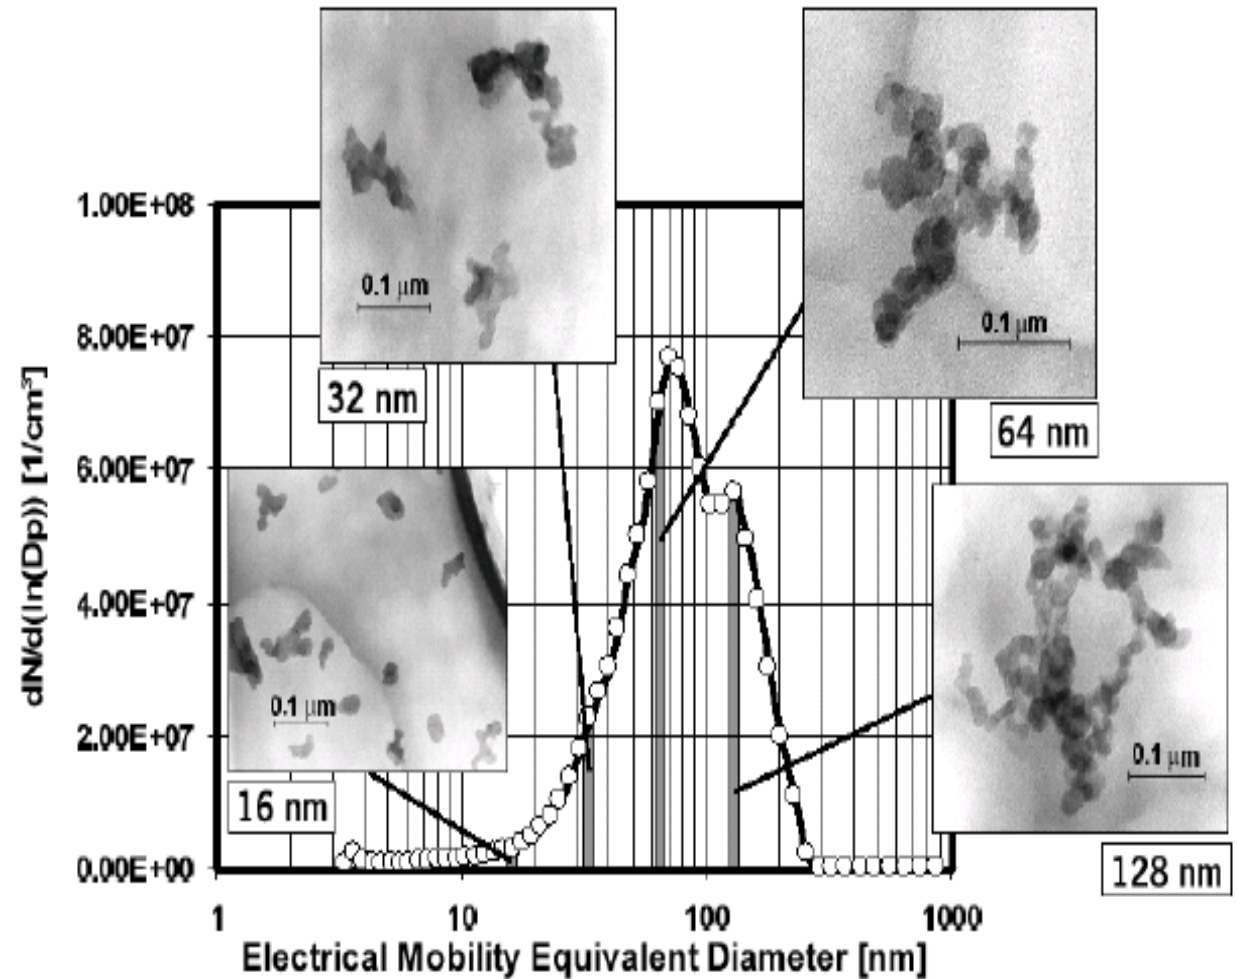 0.1 μm
32 nm
0.1 μm
64 nm
0.1 μm
16 nm
0.1 μm
128 nm
dN/d(ln(Dp)) [1/cm³]
1.00E+08
8.00E+07
6.00E+07
4.00E+07
2.00E+07
0.00E+00
1 10 100 1000
Electrical Mobility Equivalent Diameter [nm]